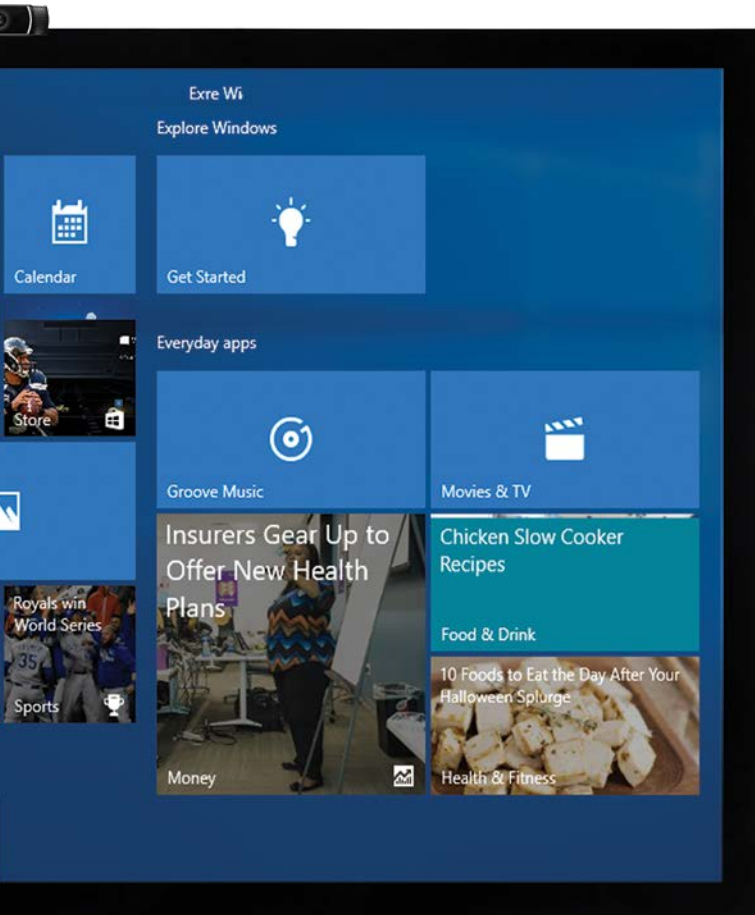 Exre Wi
Explore Windows
Calendar
Get Started
Everyday apps
Store
Groove Music
Movies & TV
Insurers Gear Up to
Offer New Health
Plans
Money
Chicken Slow Cooker
Recipes
Food & Drink
Royals win
World Series
35
Sports
10 Foods to Eat the Day After Your
Halloween Splurge
Health & Fitness